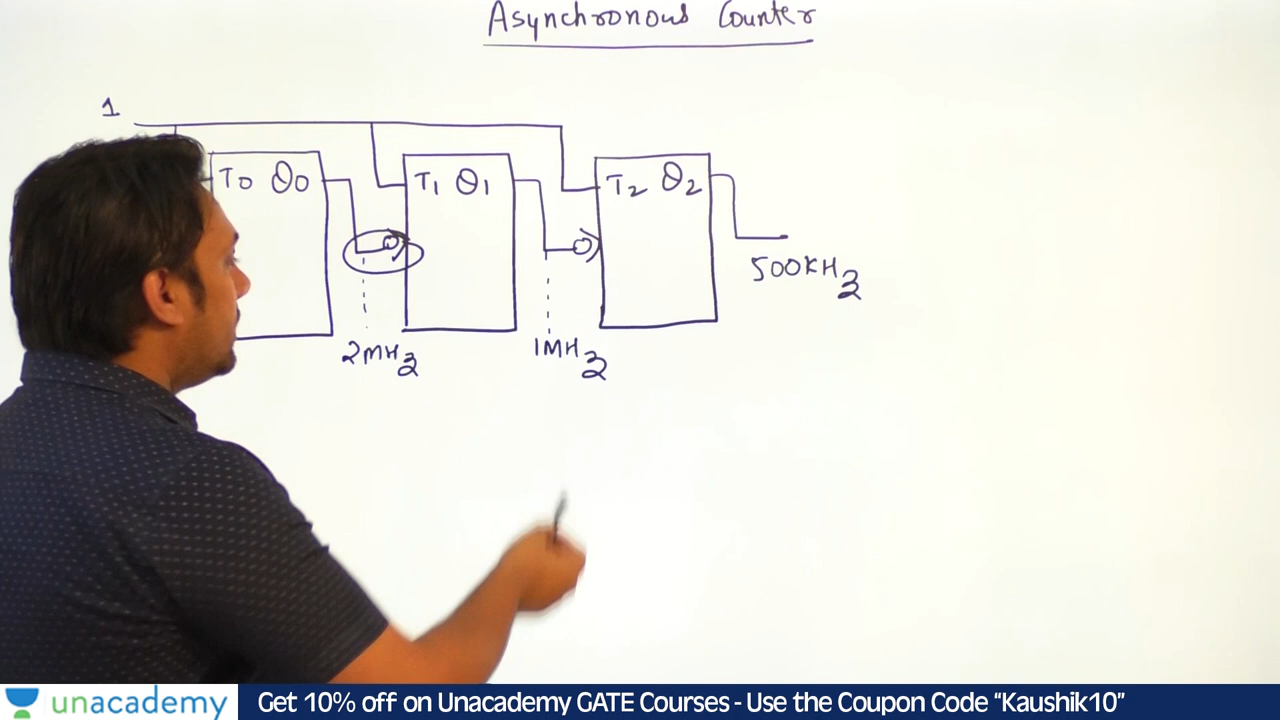 Asynchronous Counter
1
T0 Q0
T1 Q1
T2 Q2
500KHz
2MHz
1MHz
unacademy
Get 10% off on Unacademy GATE Courses - Use the Coupon Code “Kaushik10”